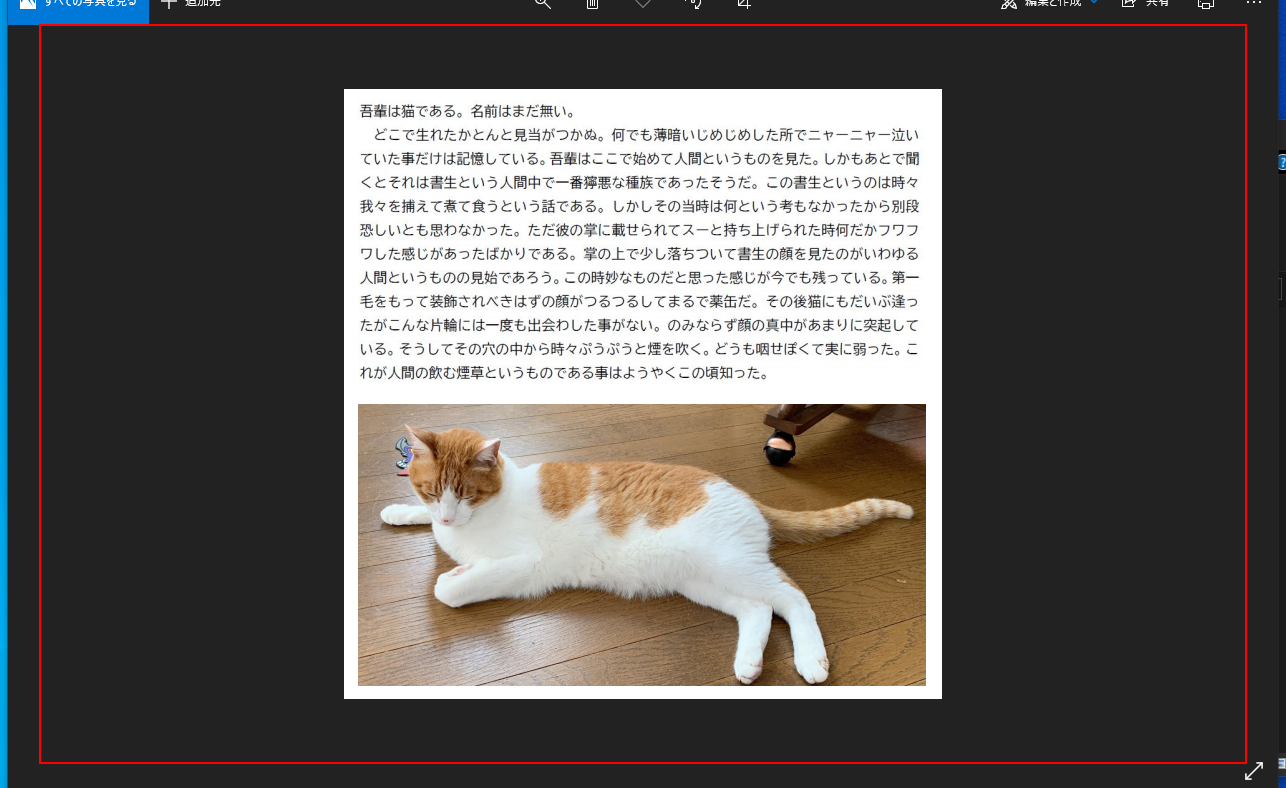 すべての写真を見る
追加先
編集と作成
共有
吾輩は猫である。名前はまだ無い。
　どこで生れたかとんと見当がつかぬ。何でも薄暗いじめじめした所でニャーニャー泣い
ていた事だけは記憶している。吾輩はここで始めて人間というものを見た。しかもあとで聞
くとそれは書生という人間中で一番獰悪な種族であったそうだ。この書生というのは時々
我々を捕えて煮て食うという話である。しかしその当時は何という考もなかったから別段
恐しいとも思わなかった。ただ彼の掌に載せられてスーと持ち上げられた時何だかフワフ
ワした感じがあったばかりである。掌の上で少し落ちついて書生の顔を見たのがいわゆる
人間というものの見始であろう。この時妙なものだと思った感じが今でも残っている。第一
毛をもって装飾されべきはずの顔がつるつるしてまるで薬缶だ。その後猫にもだいぶ逢っ
たがこんな片輪には一度も出会わした事がない。のみならず顔の真中があまりに突起して
いる。そうしてその穴の中から時々ぷうぷうと煙を吹く。どうも咽せぽくて実に弱った。こ
れが人間の飲む煙草というものである事はようやくこの頃知った。